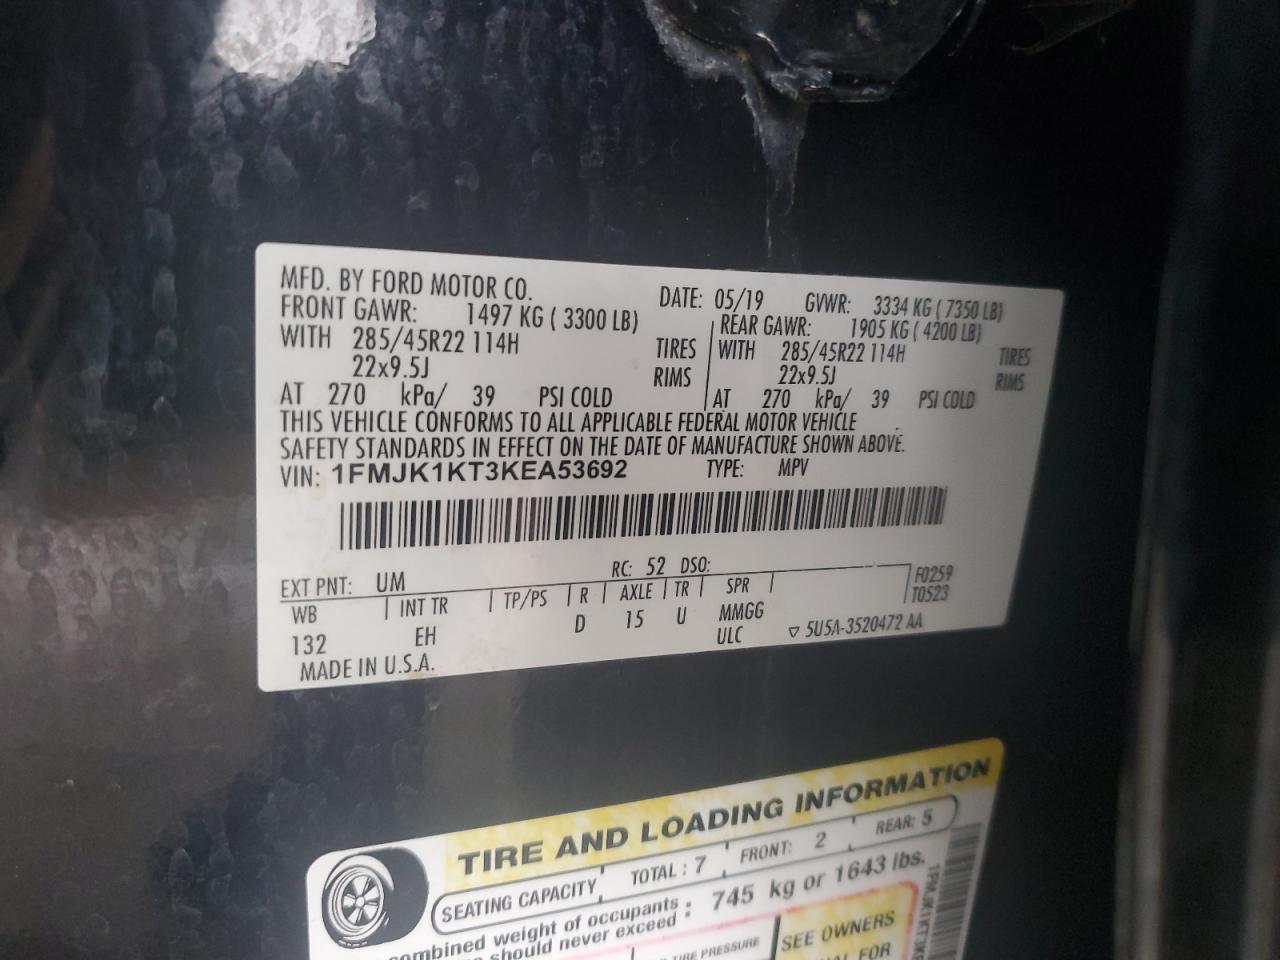 MFD. BY FORD MOTOR CO. DATE: 05/19 GVWR: 3334 KG ( 7350 LB)
FRONT GAWR: 1497 KG ( 3300 LB) REAR GAWR: 1905 KG ( 4200 LB)
WITH 285/45R22 114H TIRES WITH 285/45R22 114H TIRES
22x9.5J RIMS 22x9.5J RIMS
AT 270 kPa/ 39 PSI COLD AT 270 kPa/ 39 PSI COLD
THIS VEHICLE CONFORMS TO ALL APPLICABLE FEDERAL MOTOR VEHICLE
SAFETY STANDARDS IN EFFECT ON THE DATE OF MANUFACTURE SHOWN ABOVE.
VIN: 1FMJK1KT3KEA53692 TYPE: MPV
EXT PNT: UM RC: 52 DSO:
WB INT TR TP/PS R AXLE TR SPR F0259
T0523
132 EH D 15 U MMGG
ULC 5U5A-3520472 AA
MADE IN U.S.A.
TIRE AND LOADING INFORMATION
SEATING CAPACITY TOTAL : 7 FRONT: 2 REAR: 5
combined weight of occupants : 745 kg or 1643 lbs.
should never exceed :
TIRE PRESSURE
SEE OWNERS
FOR